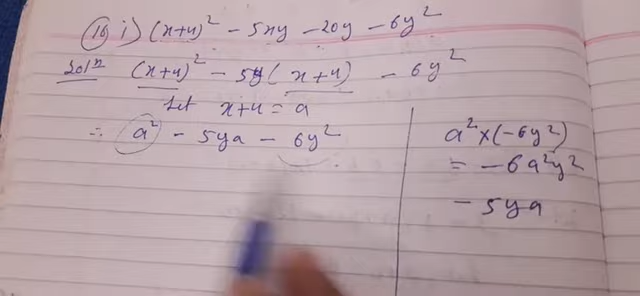 16) i) (x+4)² - 5xy - 20y - 6y²
Solⁿ (x+4)² - 5y(x+4) - 6y²
Let x+4 = a
∴ a² - 5ya - 6y²
a² × (-6y²)
= -6a²y²
- 5ya